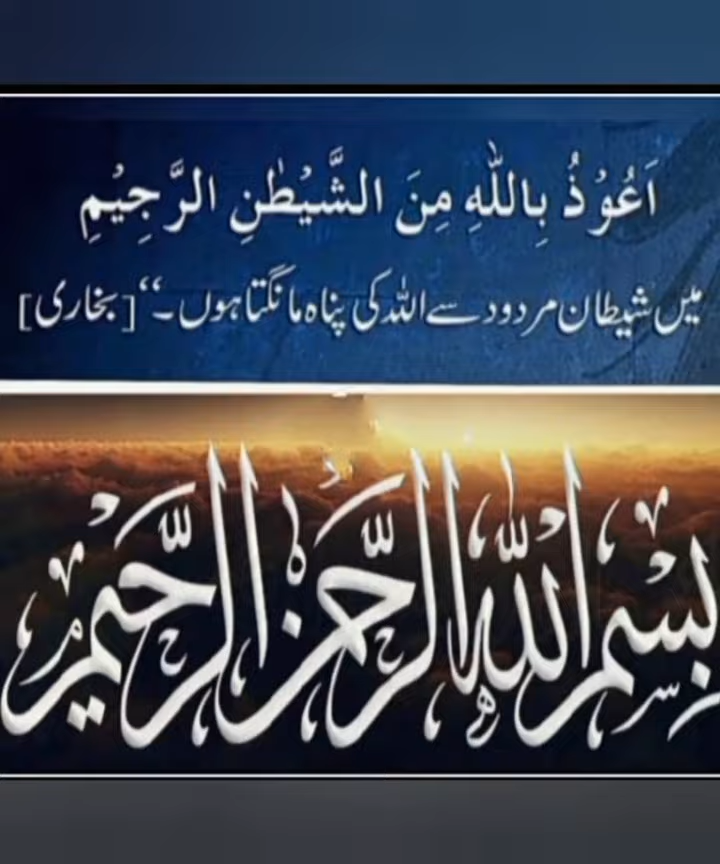 اَعُوْذُ بِاللّٰهِ مِنَ الشَّيْطٰنِ الرَّجِيْمِ
میں شیطان مردود سے اللہ کی پناہ مانگتا ہوں۔“ [بخاری]
بِسْمِ اللّٰهِ الرَّحْمٰنِ الرَّحِيْمِ